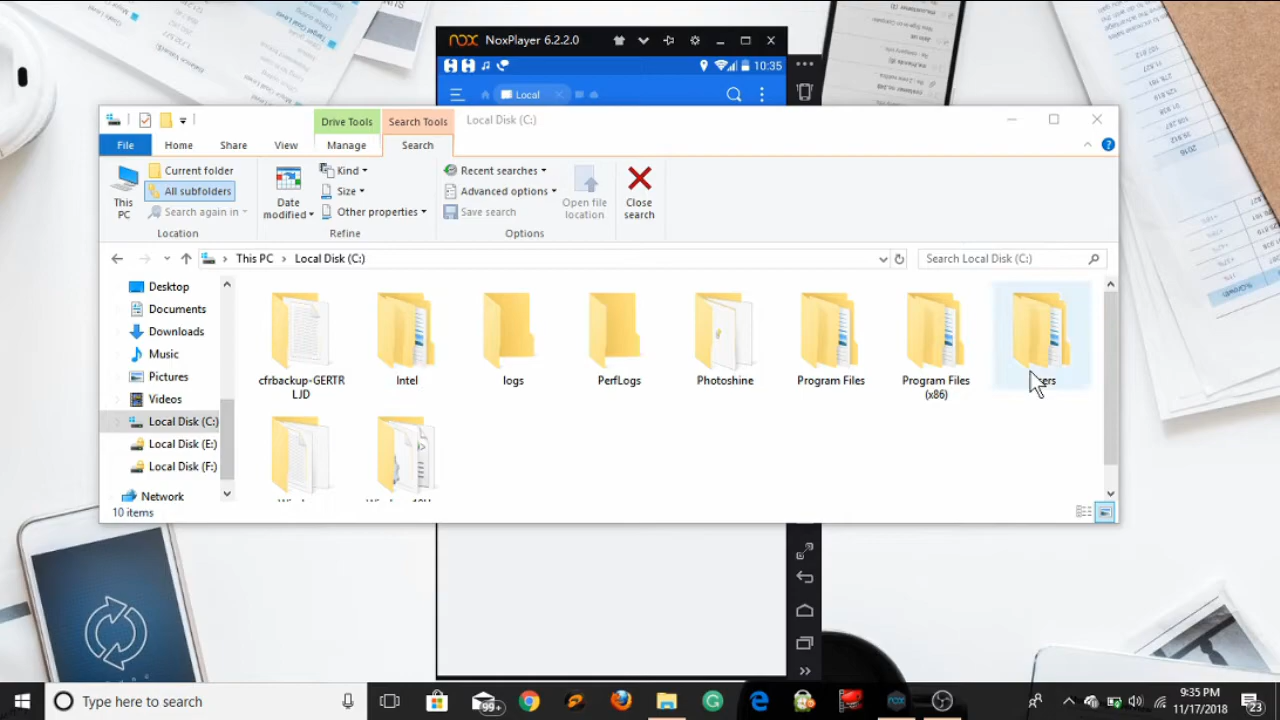 nox NoxPlayer 6.2.2.0
10:35
Local
Drive Tools Search Tools Local Disk (C:)
File Home Share View Manage Search
This PC
Current folder
All subfolders
Search again in
Location
Date modified
Kind
Size
Other properties
Refine
Recent searches
Advanced options
Save search
Options
Open file location
Close search
This PC Local Disk (C:)
Search Local Disk (C:)
Desktop
Documents
Downloads
Music
Pictures
Videos
Local Disk (C:)
Local Disk (E:)
Local Disk (F:)
Network
cfrbackup-GERTR
LJD
Intel
logs
PerfLogs
Photoshine
Program Files
Program Files
(x86)
10 items
Type here to search
99+
9:35 PM
11/17/2018
23